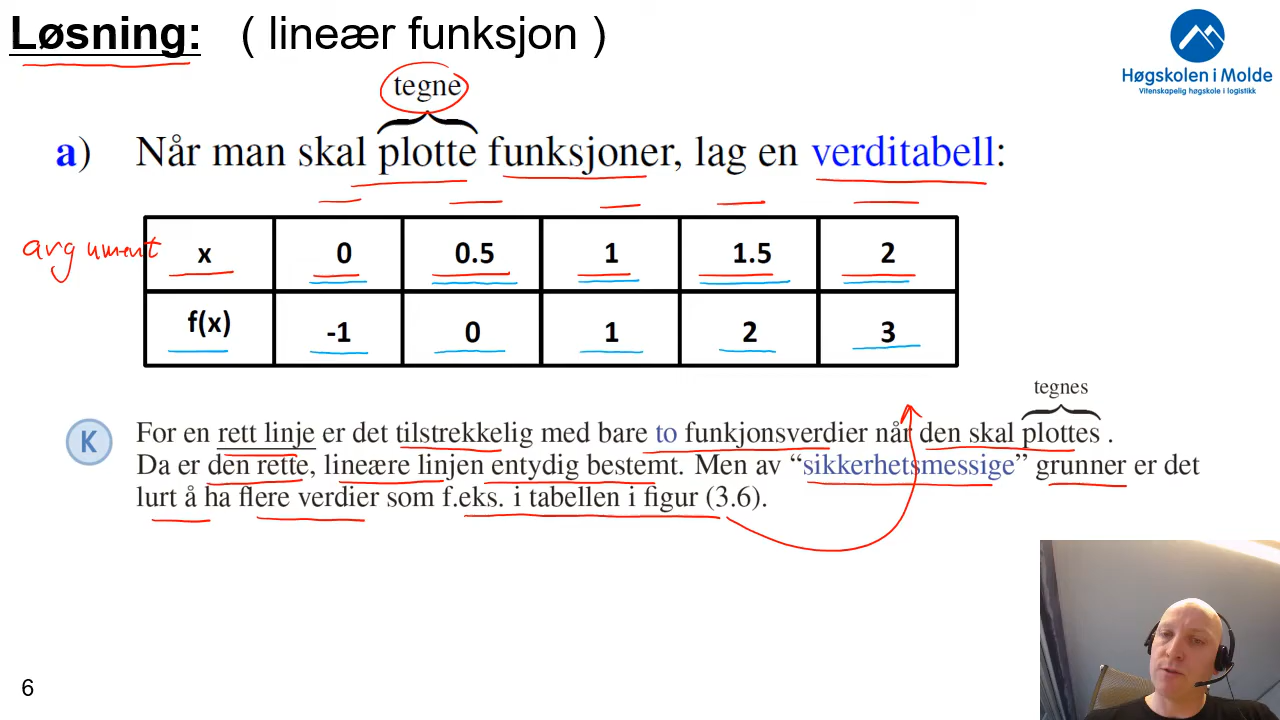 Løsning: ( lineær funksjon )
Høgskolen i Molde
Vitenskapelig høgskole i logistikk
tegne
a) Når man skal plotte funksjoner, lag en verditabell:
argument
x 0 0.5 1 1.5 2
f(x) -1 0 1 2 3
tegnes
K
For en rett linje er det tilstrekkelig med bare to funkjonsverdier når den skal plottes .
Da er den rette, lineære linjen entydig bestemt. Men av “sikkerhetsmessige” grunner er det
lurt å ha flere verdier som f.eks. i tabellen i figur (3.6).
6